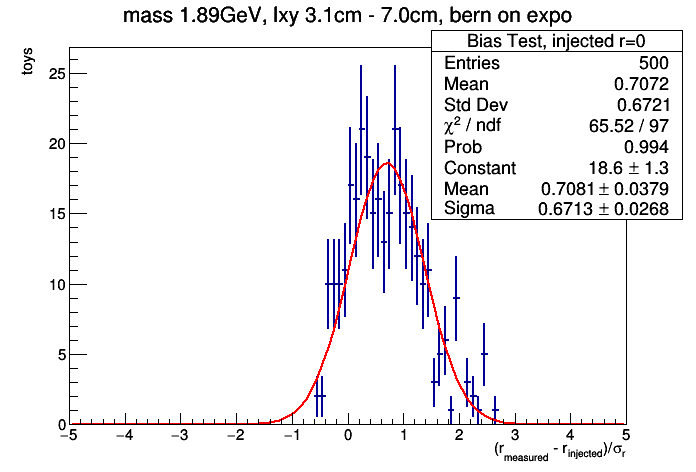 mass 1.89GeV, lxy 3.1cm - 7.0cm, bern on expo
toys
Bias Test, injected r=0
Entries 500
Mean 0.7072
Std Dev 0.6721
χ² / ndf 65.52 / 97
Prob 0.994
Constant 18.6 ± 1.3
Mean 0.7081 ± 0.0379
Sigma 0.6713 ± 0.0268
25
20
15
10
5
0
−5 −4 −3 −2 −1 0 1 2 3 4 5
(r_measured - r_injected)/σ_r